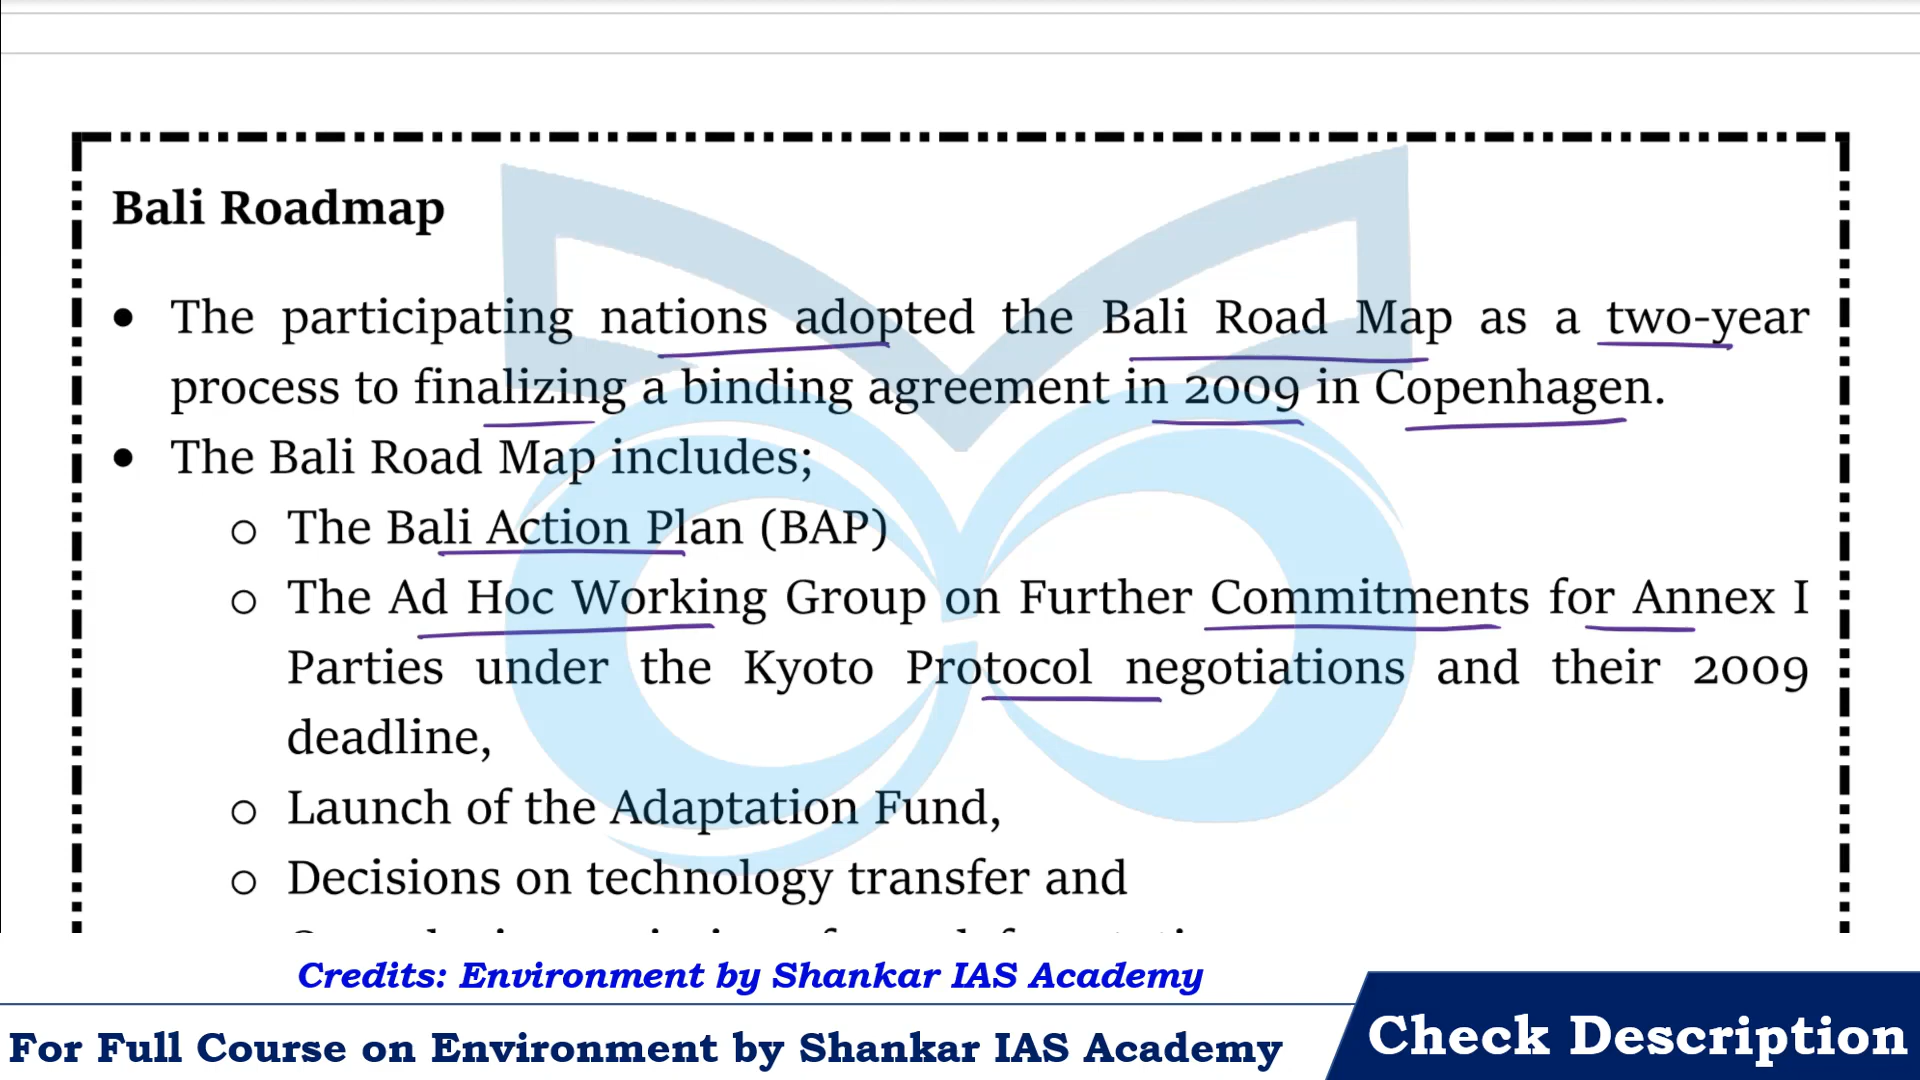 Bali Roadmap
• The participating nations adopted the Bali Road Map as a two-year
process to finalizing a binding agreement in 2009 in Copenhagen.
• The Bali Road Map includes;
o The Bali Action Plan (BAP)
o The Ad Hoc Working Group on Further Commitments for Annex I
Parties under the Kyoto Protocol negotiations and their 2009
deadline,
o Launch of the Adaptation Fund,
o Decisions on technology transfer and
Credits: Environment by Shankar IAS Academy
For Full Course on Environment by Shankar IAS Academy
Check Description